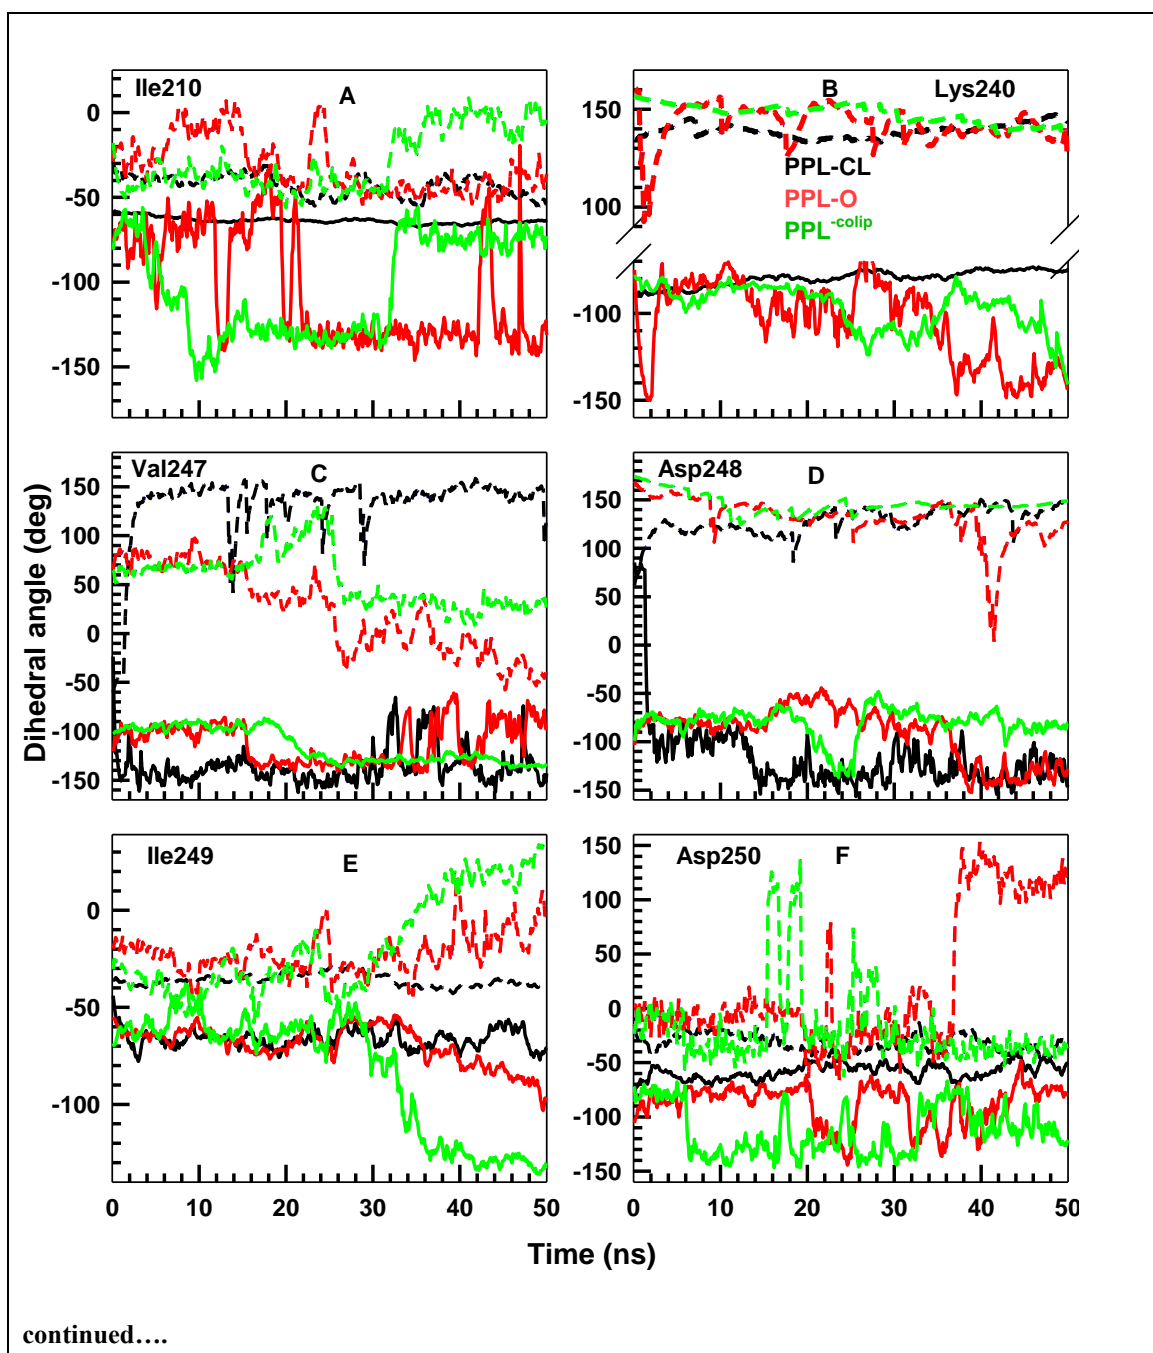 Ile210 A
0
-50
-100
-150
B Lys240
150
100
-100
-150
PPL-CL
PPL-O
PPL-colip
Dihedral angle (deg)
Val247 C
150
100
50
0
-50
-100
-150
Asp248 D
150
100
50
0
-50
-100
-150
Ile249 E
0
-50
-100
0 10 20 30 40 50
Asp250 F
150
100
50
0
-50
-100
-150
0 10 20 30 40 50
Time (ns)
continued….